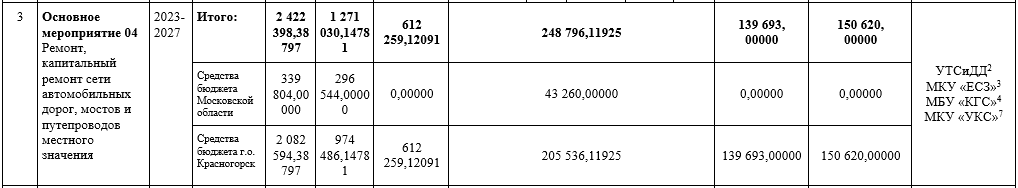 3
Основное
мероприятие 04
Ремонт,
капитальный
ремонт сети
автомобильных
дорог, мостов и
путепроводов
местного
значения
2023-
2027
Итого:
2 422
398,38
797
1 271
030,1478
1
612
259,12091
248 796,11925
139 693,
00000
150 620,
00000
Средства
бюджета
Московской
области
339
804,00
000
296
544,0000
0
0,00000
43 260,00000
0,00000
0,00000
Средства
бюджета г.о.
Красногорск
2 082
594,38
797
974
486,1478
1
612
259,12091
205 536,11925
139 693,00000
150 620,00000
УТСиДД²
МКУ «ЕСЗ»³
МБУ «КГС»⁴
МКУ «УКС»⁷